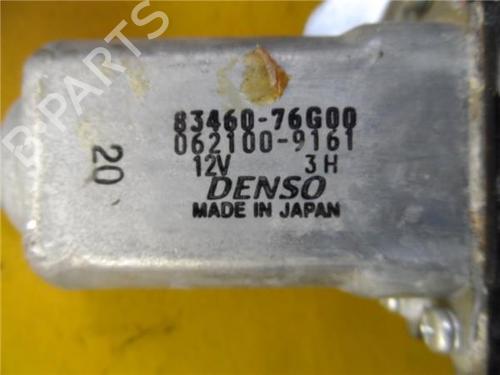 B-PARTS
83460-76G00
062100-9161
12V 3H
DENSO
MADE IN JAPAN
20